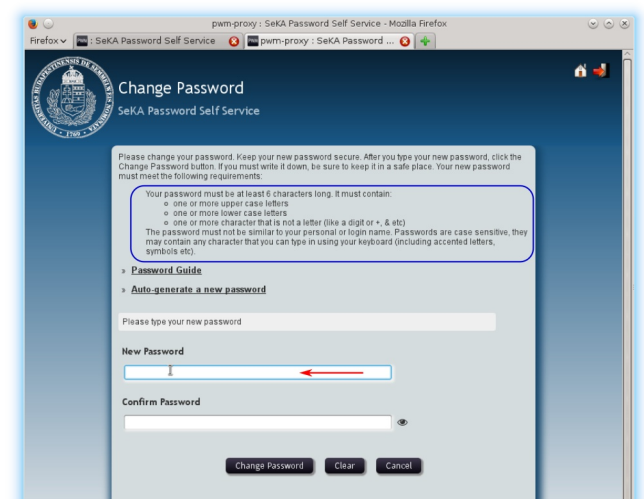 pwm-proxy : SeKA Password Self Service - Mozilla Firefox
Firefox
: SeKA Password Self Service
pwm-proxy : SeKA Password ...
Change Password
SeKA Password Self Service
1769
Please change your password. Keep your new password secure. After you type your new password, click the
Change Password button. If you must write it down, be sure to keep it in a safe place. Your new password
must meet the following requirements:
Your password must be at least 6 characters long. It must contain:
one or more upper case letters
one or more lower case letters
one or more character that is not a letter (like a digit or +, & etc)
The password must not be similar to your personal or login name. Passwords are case sensitive, they
may contain any character that you can type in using your keyboard (including accented letters,
symbols etc).
» Password Guide
» Auto-generate a new password
Please type your new password
New Password
Confirm Password
Change Password Clear Cancel